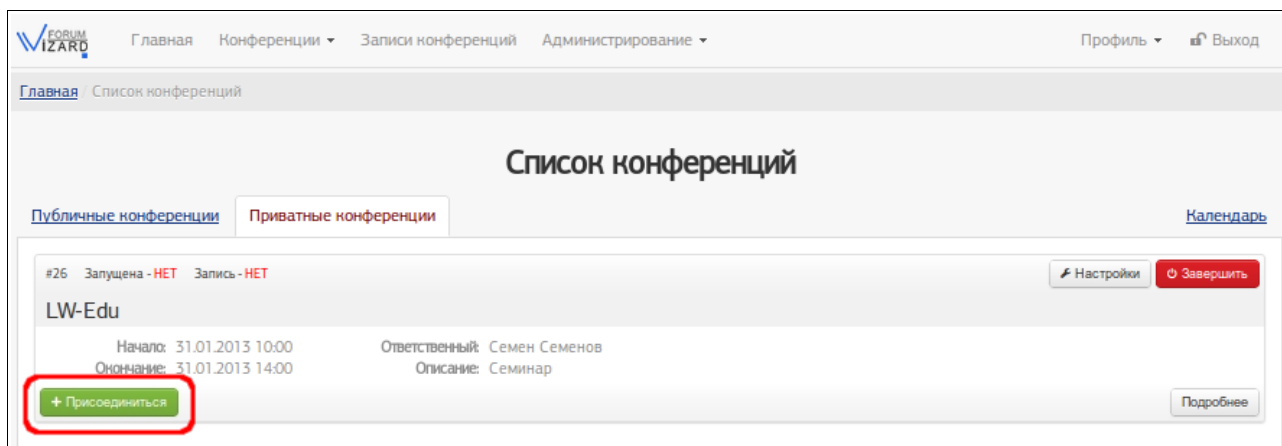 FORUM
WIZARD Главная Конференции Записи конференций Администрирование Профиль Выход
Главная / Список конференций
Список конференций
Публичные конференции Приватные конференции Календарь
#26 Запущена - НЕТ Запись - НЕТ Настройки Завершить
LW-Edu
Начало: 31.01.2013 10:00 Ответственный: Семен Семенов
Окончание: 31.01.2013 14:00 Описание: Семинар
+ Присоединиться Подробнее